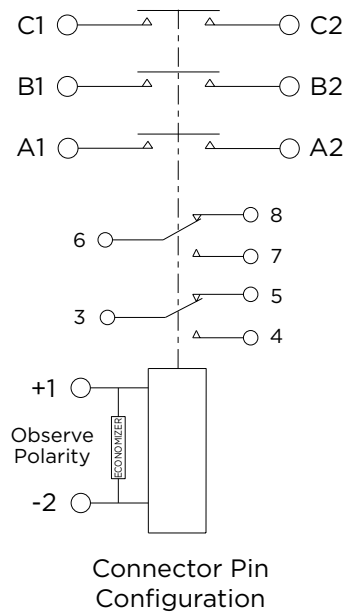 C1 C2
B1 B2
A1 A2
8
6
7
5
3
4
+1
Observe
Polarity
ECONOMIZER
-2
Connector Pin
Configuration